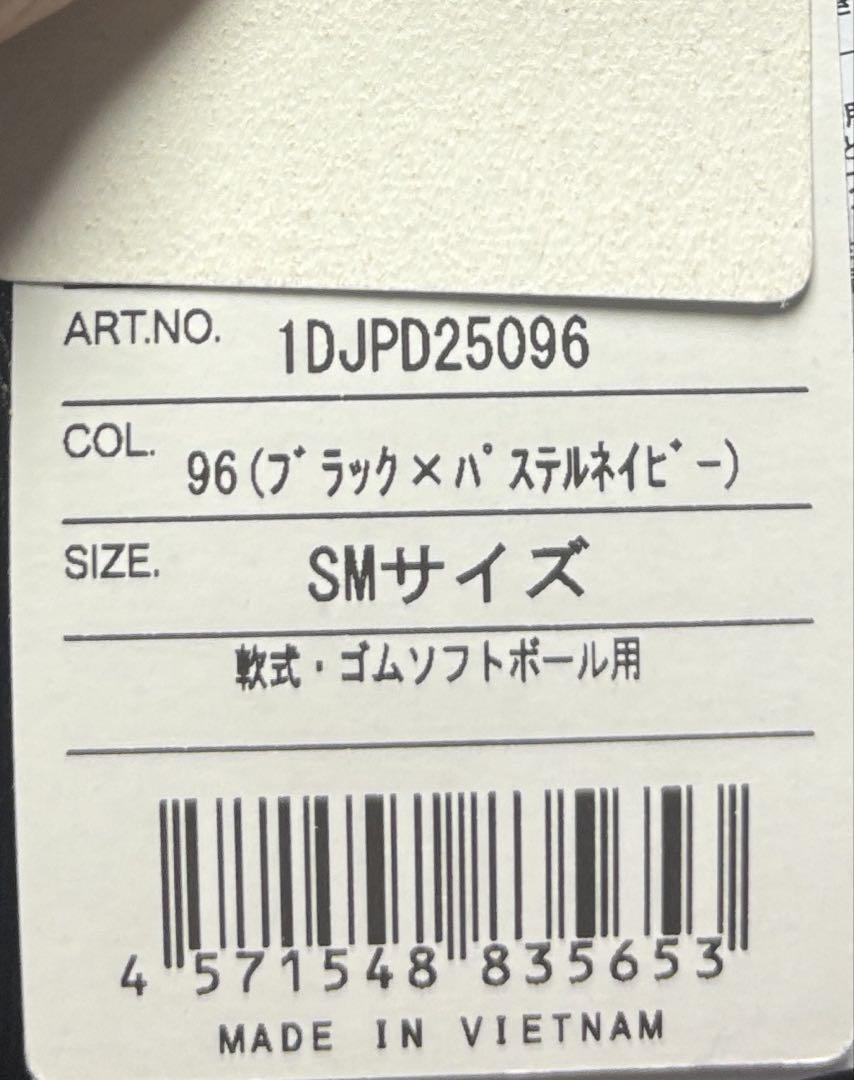 ART.NO. 1DJPD25096
COL. 96(ﾌﾞﾗｯｸ×ﾊﾟｽﾃﾙﾈｲﾋﾞｰ)
SIZE. SMサイズ
軟式・ゴムソフトボール用
4 571548 835653
MADE IN VIETNAM